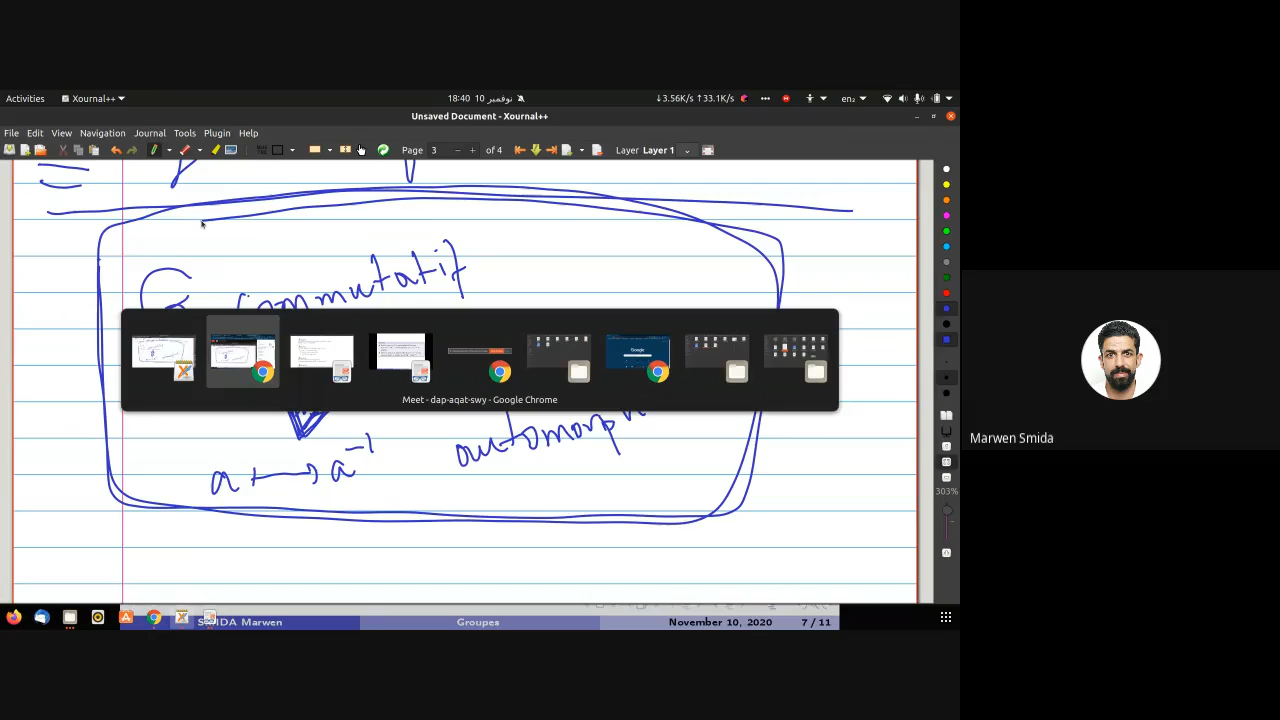 Activities Xournal++ 18:40 10 نوفمبر ↓3.56K/s ↑33.1K/s en₂
Unsaved Document - Xournal++
File Edit View Navigation Journal Tools Plugin Help
Page 3 of 4 Layer Layer 1
G commutatif
Meet - dap-aqat-swy - Google Chrome
automorph
a ⟼ a⁻¹
303%
Marwen Smida
SMIDA Marwen Groupes November 10, 2020 7 / 11